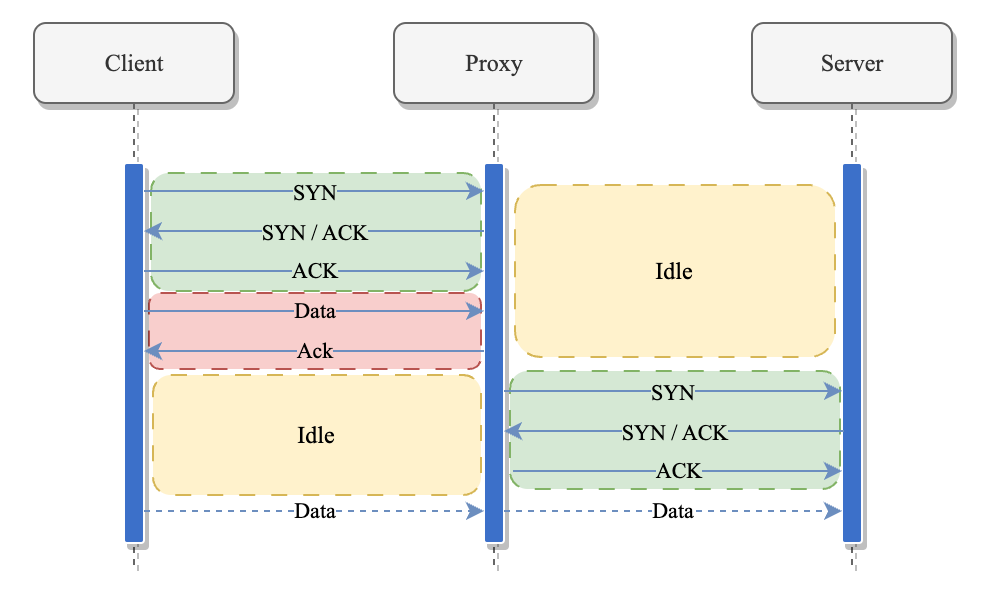 Client
Proxy
Server
SYN
SYN / ACK
Idle
ACK
Data
Ack
SYN
Idle
SYN / ACK
ACK
Data
Data